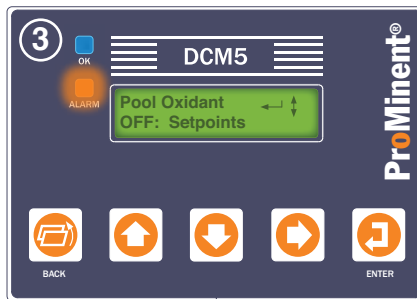 3
OK
DCM5
ALARM
Pool Oxidant
OFF: Setpoints
ProMinent®
BACK
ENTER